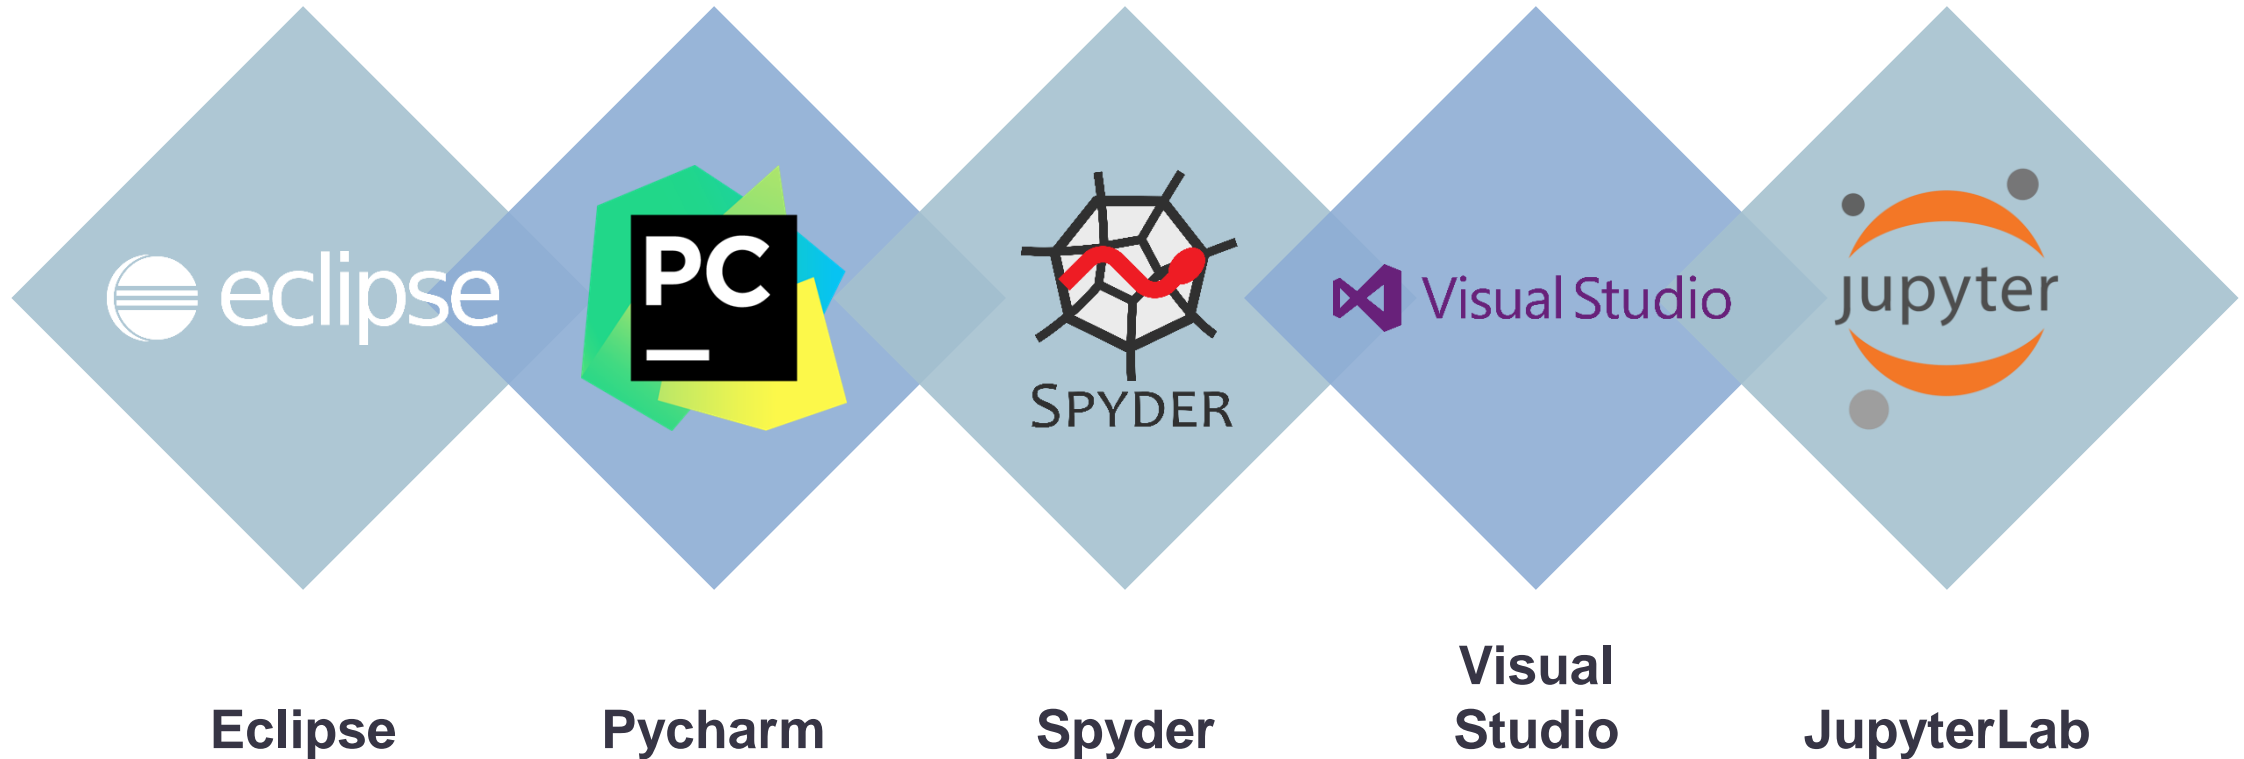 eclipse
PC
SPYDER
Visual Studio
jupyter
Eclipse
Pycharm
Spyder
Visual
Studio
JupyterLab